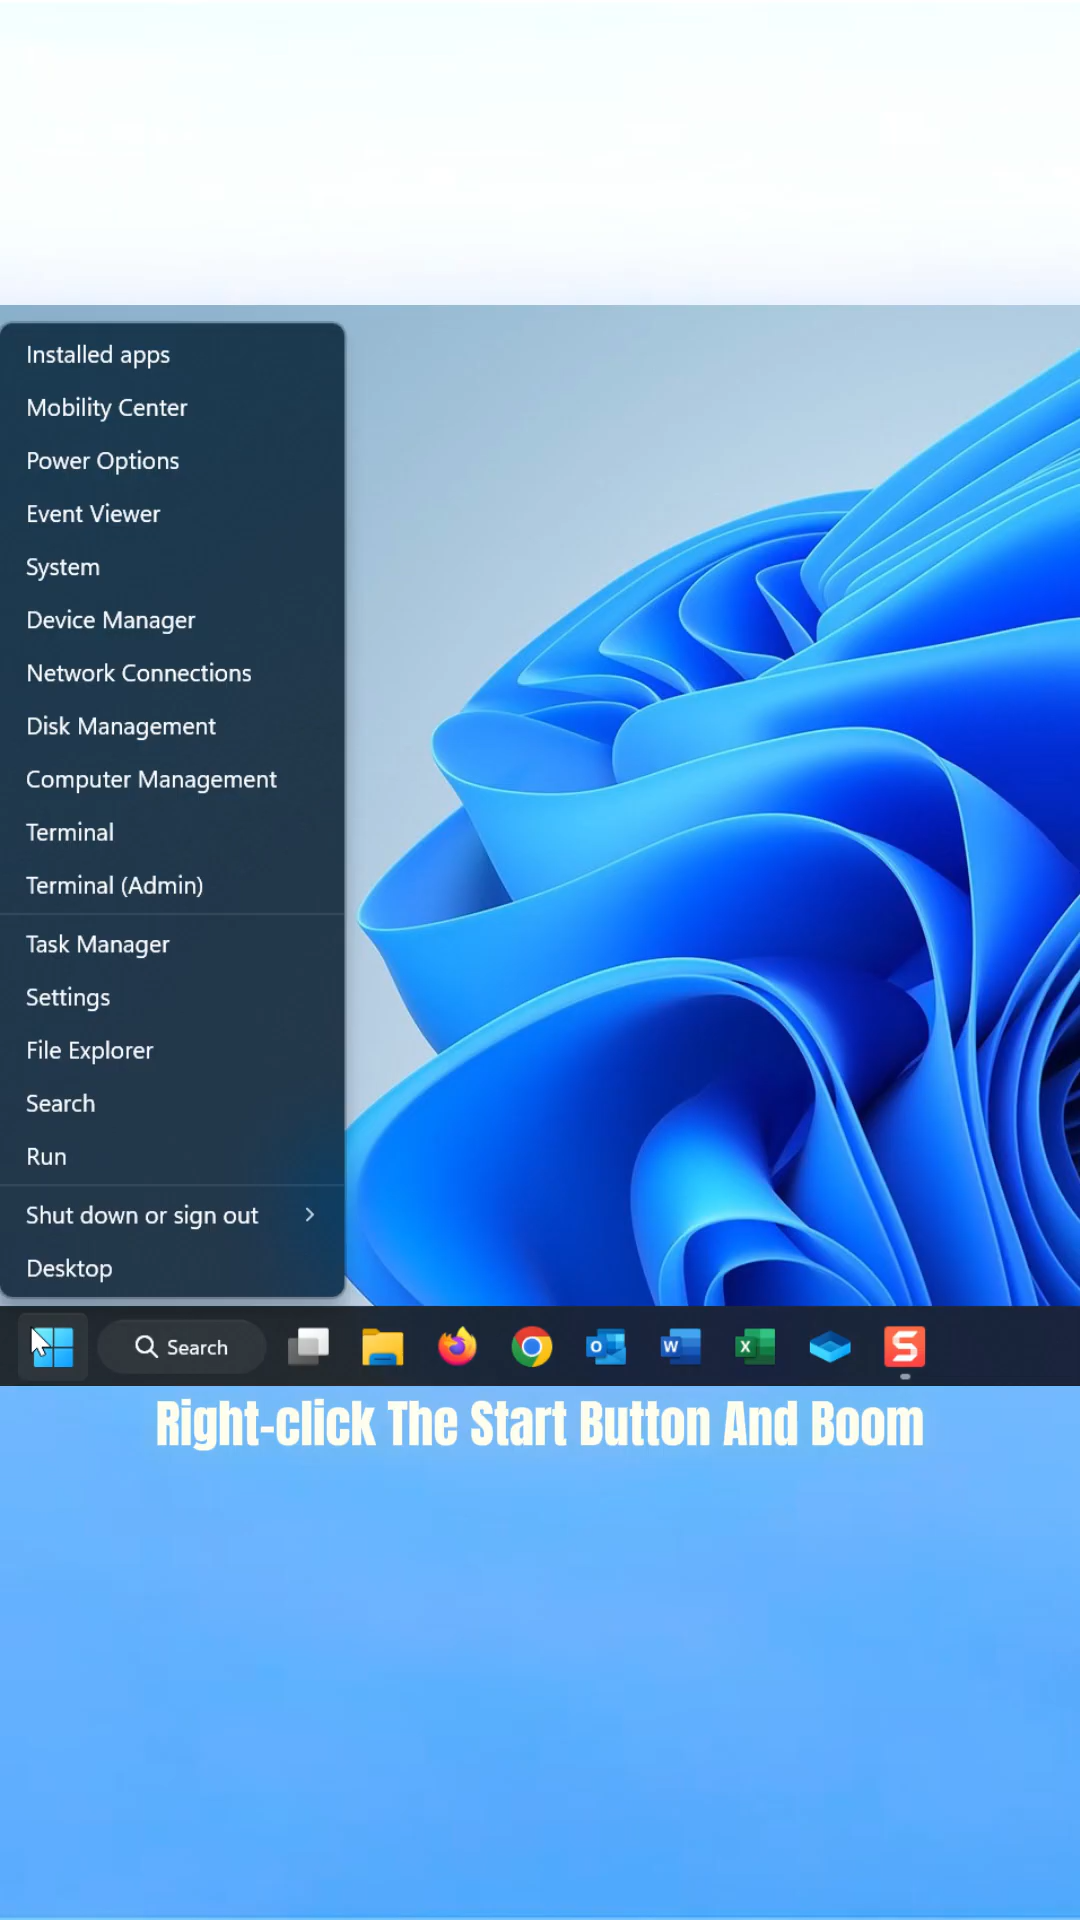 Installed apps
Mobility Center
Power Options
Event Viewer
System
Device Manager
Network Connections
Disk Management
Computer Management
Terminal
Terminal (Admin)
Task Manager
Settings
File Explorer
Search
Run
Shut down or sign out
Desktop
Search
Right-click The Start Button And Boom